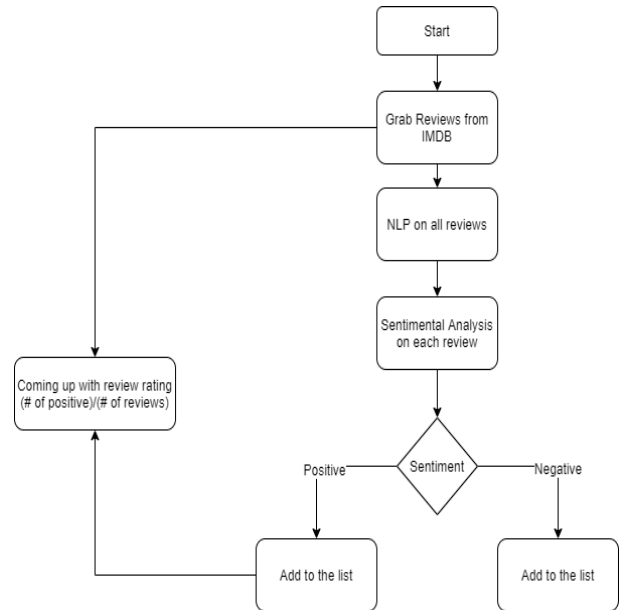 Start
Grab Reviews from
IMDB
NLP on all reviews
Sentimental Analysis
on each review
Coming up with review rating
(# of positive)/(# of reviews)
Sentiment
Positive
Negative
Add to the list
Add to the list